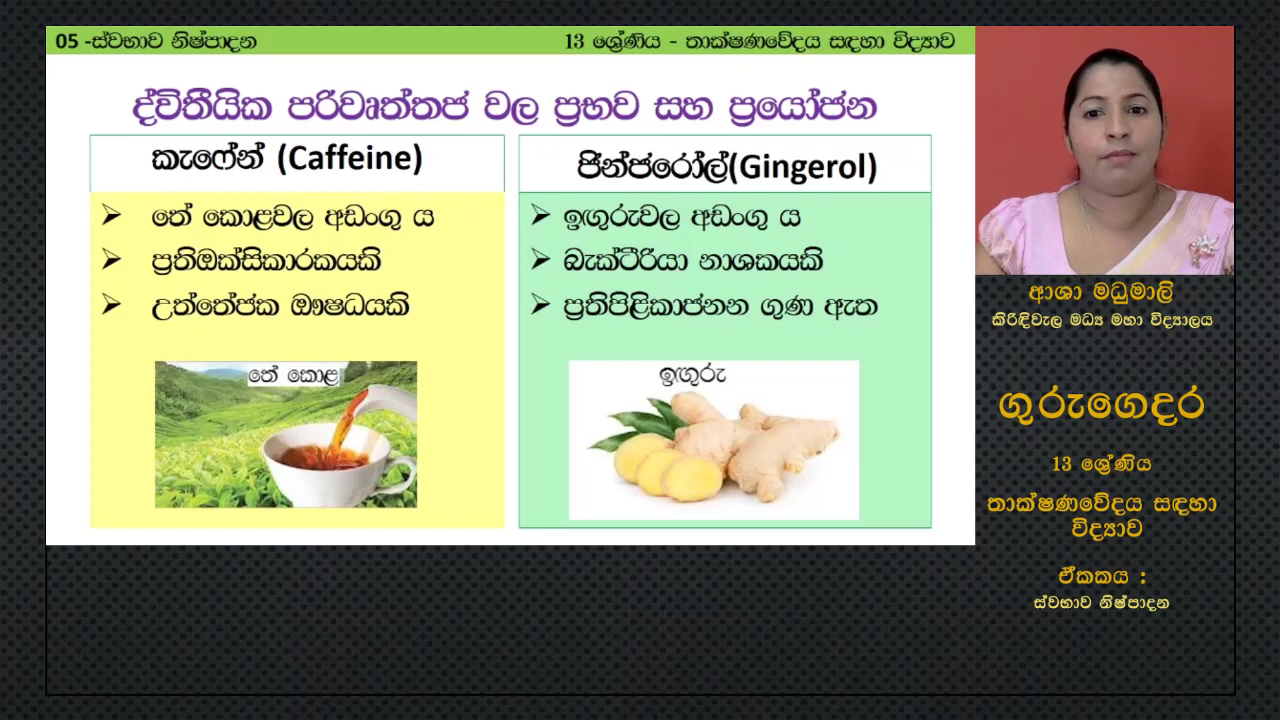 05 -ස්වභාව නිෂ්පාදන
13 ශ්‍රේණිය - තාක්ෂණවේදය සඳහා විද්‍යාව
ද්විතීයික පරිවෘත්තජ වල ප්‍රභව සහ ප්‍රයෝජන
කැෆේන් (Caffeine)
➢ තේ කොළවල අඩංගු ය
➢ ප්‍රතිඔක්සිකාරකයකි
➢ උත්තේජක ඖෂධයකි
තේ කොළ
ජින්ජරෝල්(Gingerol)
➢ ඉඟුරුවල අඩංගු ය
➢ බැක්ටීරියා නාශකයකි
➢ ප්‍රතිපිළිකාජනන ගුණ ඇත
ඉඟුරු
ආශා මධුමාලි
කිරිඳිවැල මධ්‍ය මහා විද්‍යාලය
ගුරුගෙදර
13 ශ්‍රේණිය
තාක්ෂණවේදය සඳහා
විද්‍යාව
ඒකකය :
ස්වභාව නිෂ්පාදන